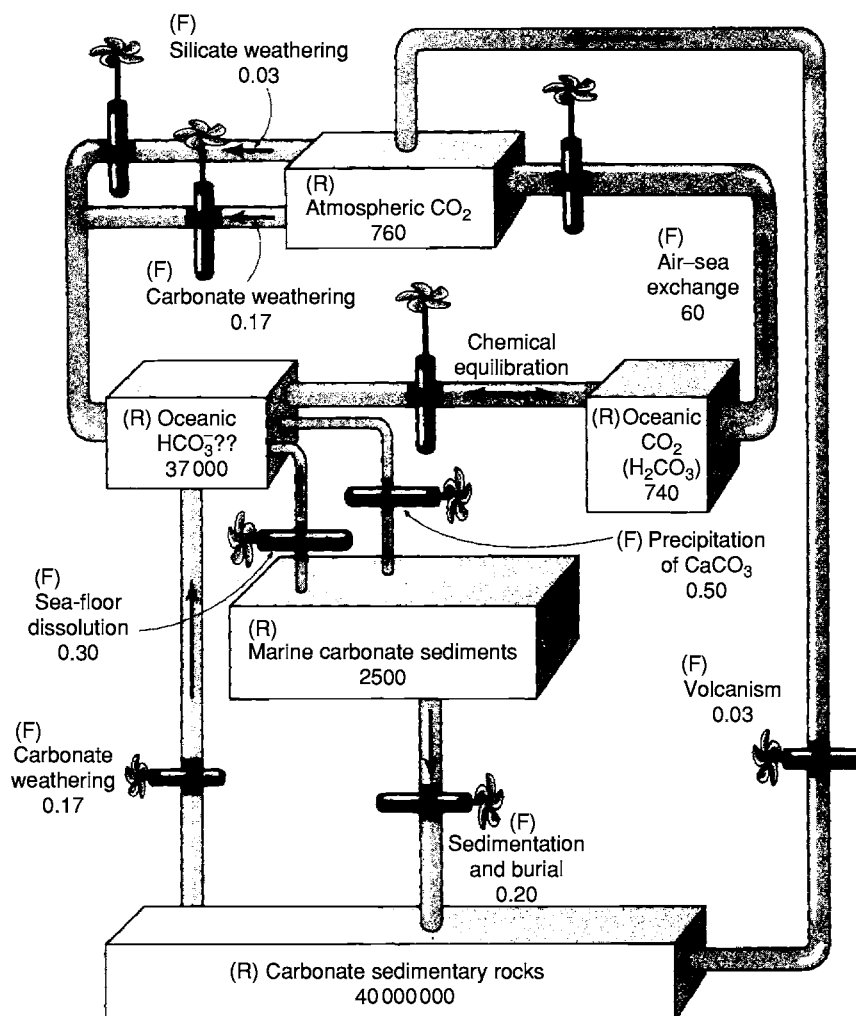 (F)
Silicate weathering
0.03
(R)
Atmospheric CO₂
760
(F)
Carbonate weathering
0.17
(F)
Air–sea
exchange
60
Chemical
equilibration
(R) Oceanic
HCO₃⁻??
37 000
(R) Oceanic
CO₂
(H₂CO₃)
740
(F) Precipitation
of CaCO₃
0.50
(F)
Sea-floor
dissolution
0.30
(R)
Marine carbonate sediments
2500
(F)
Volcanism
0.03
(F)
Carbonate
weathering
0.17
(F)
Sedimentation
and burial
0.20
(R) Carbonate sedimentary rocks
40 000 000